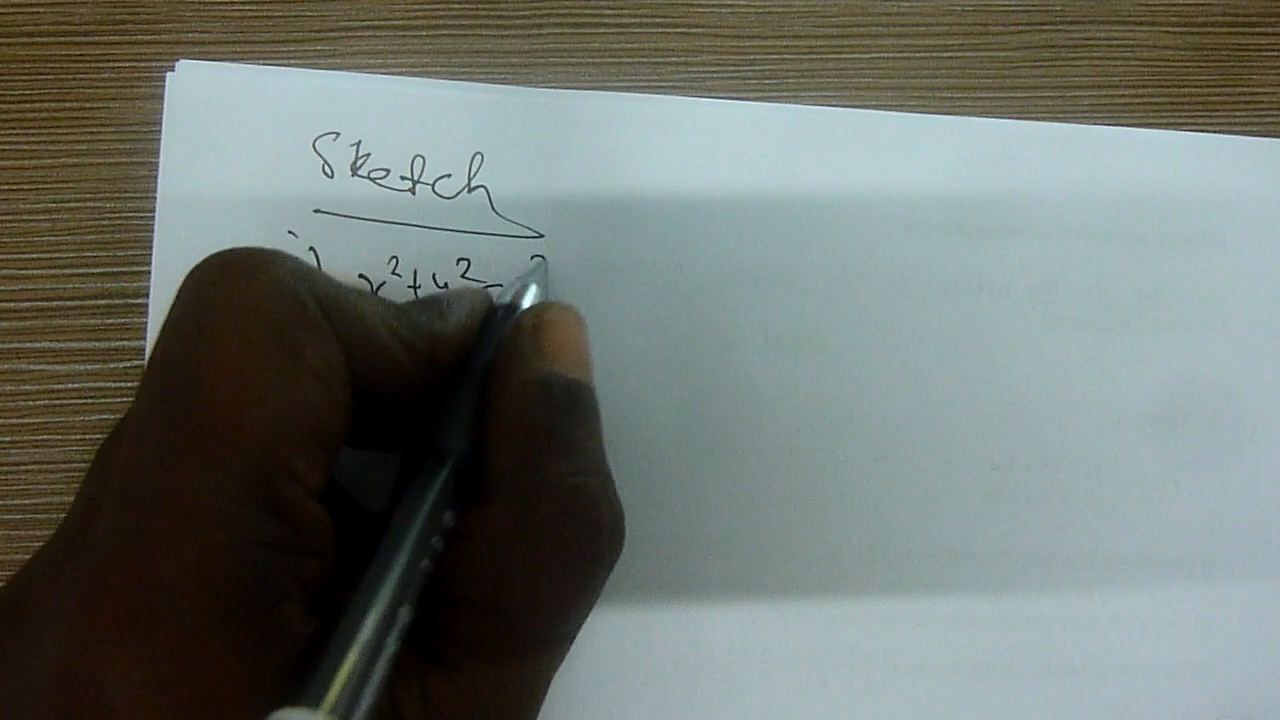 Sketch
i) x²+y²=